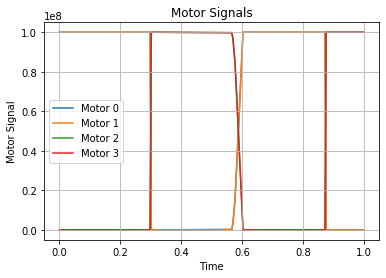 Motor Signals
1e8
1.0
0.8
0.6
0.4
0.2
0.0
Motor Signal
Motor 0
Motor 1
Motor 2
Motor 3
0.0 0.2 0.4 0.6 0.8 1.0
Time